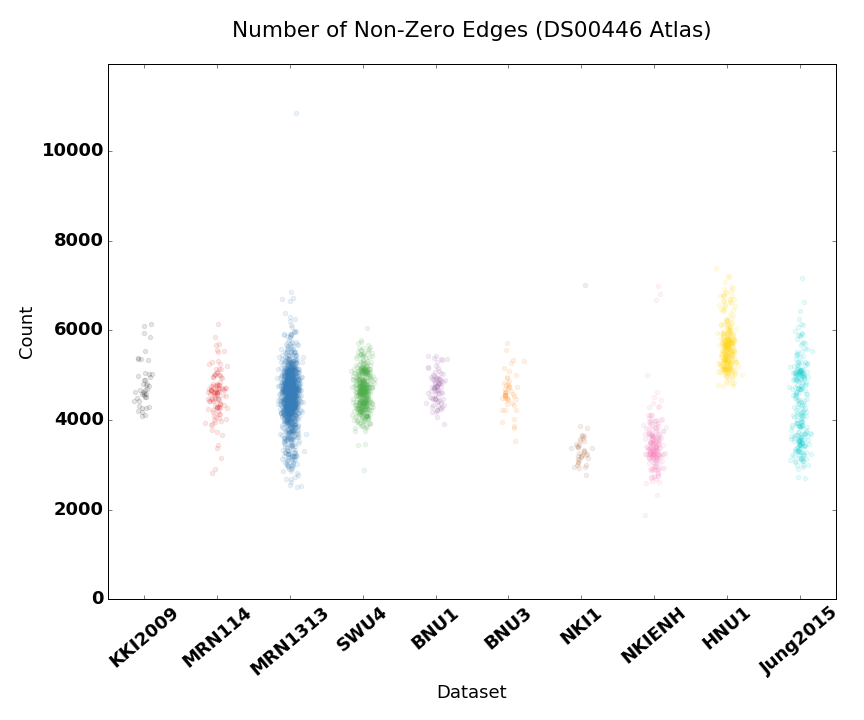 Number of Non-Zero Edges (DS00446 Atlas)
10000
8000
6000
4000
2000
0
Count
KKI2009
MRN114
MRN1313
SWU4
BNU1
BNU3
NKI1
NKIENH
HNU1
Jung2015
Dataset